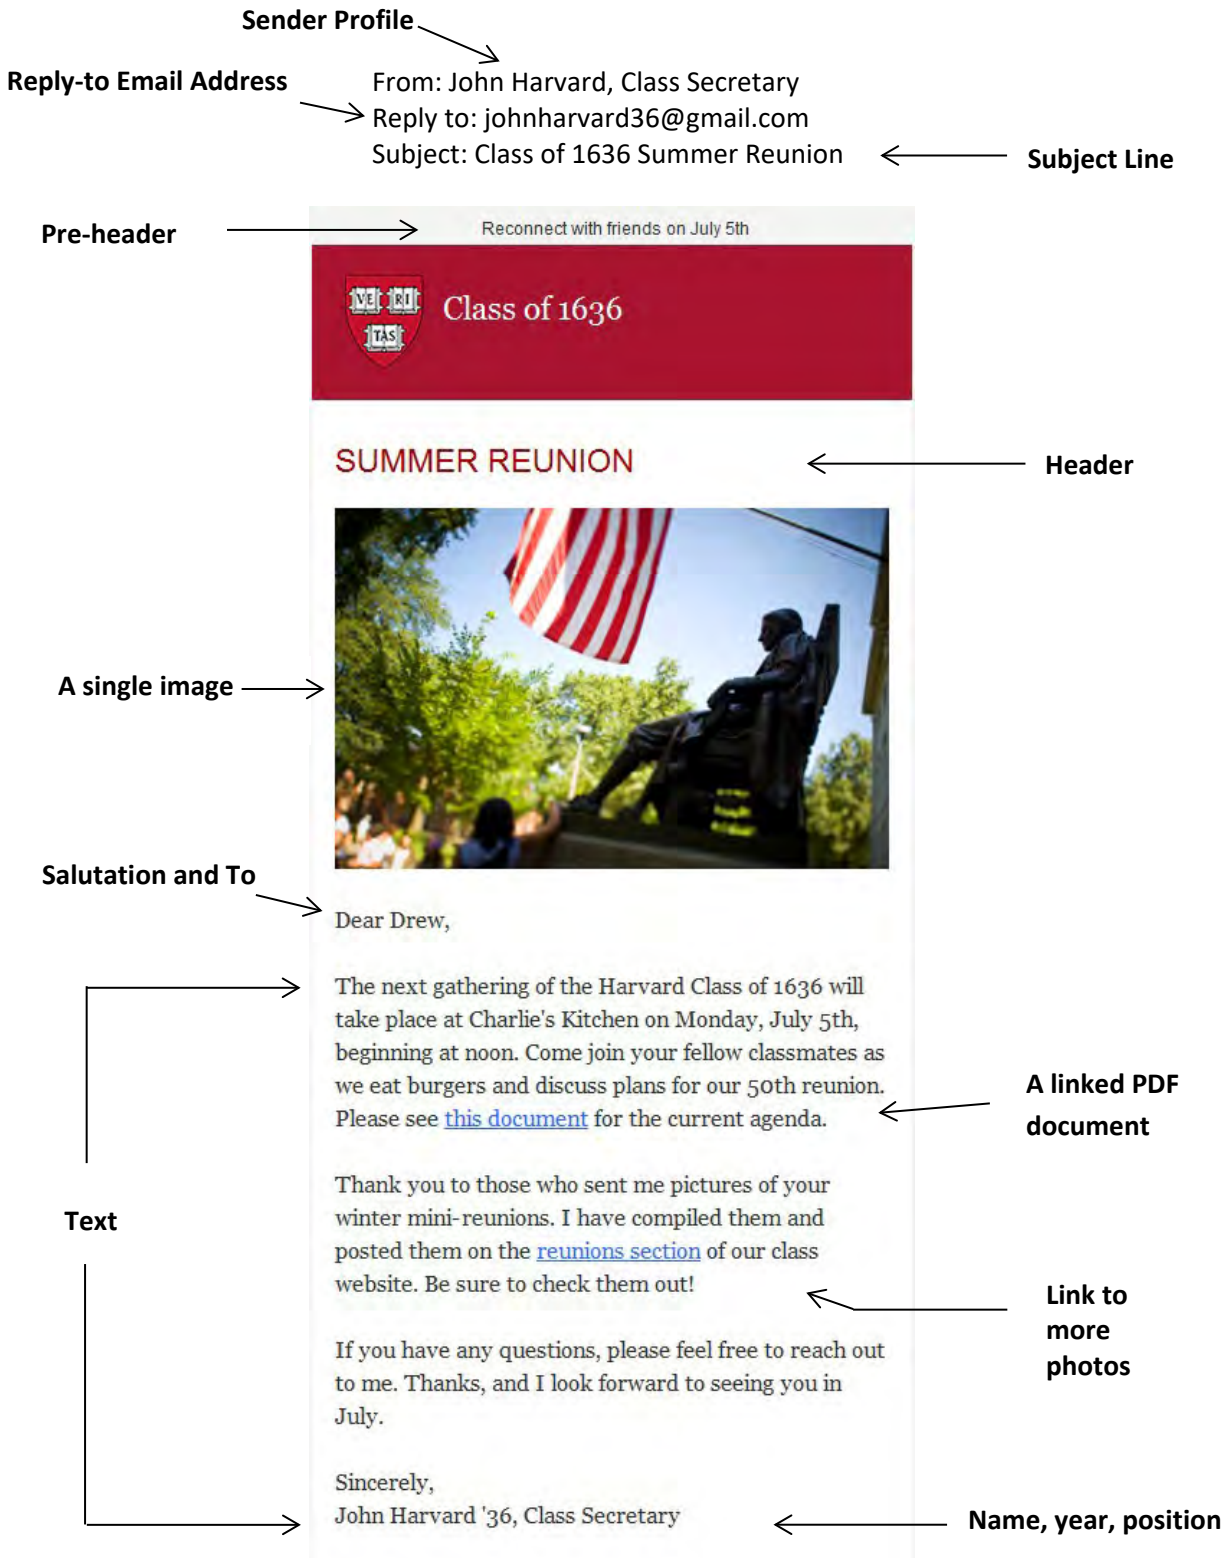 Sender Profile
Reply-to Email Address
From: John Harvard, Class Secretary
Reply to: johnharvard36@gmail.com
Subject: Class of 1636 Summer Reunion
Subject Line
Pre-header
Reconnect with friends on July 5th
VE RI
TAS
Class of 1636
SUMMER REUNION
Header
A single image
Salutation and To
Dear Drew,
The next gathering of the Harvard Class of 1636 will
take place at Charlie's Kitchen on Monday, July 5th,
beginning at noon. Come join your fellow classmates as
we eat burgers and discuss plans for our 50th reunion.
Please see this document for the current agenda.
A linked PDF
document
Text
Thank you to those who sent me pictures of your
winter mini-reunions. I have compiled them and
posted them on the reunions section of our class
website. Be sure to check them out!
Link to
more
photos
If you have any questions, please feel free to reach out
to me. Thanks, and I look forward to seeing you in
July.
Sincerely,
John Harvard '36, Class Secretary
Name, year, position